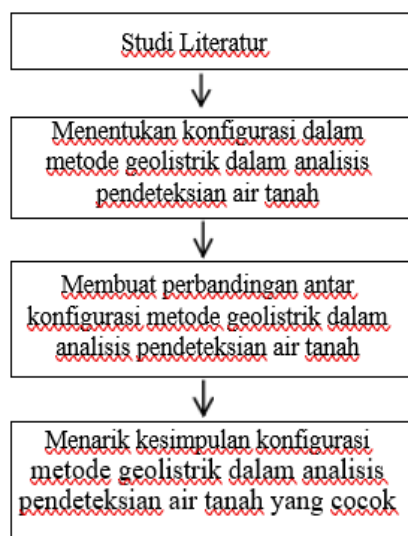 Studi Literatur
Menentukan konfigurasi dalam
metode geolistrik dalam analisis
pendeteksian air tanah
Membuat perbandingan antar
konfigurasi metode geolistrik dalam
analisis pendeteksian air tanah
Menarik kesimpulan konfigurasi
metode geolistrik dalam analisis
pendeteksian air tanah yang cocok